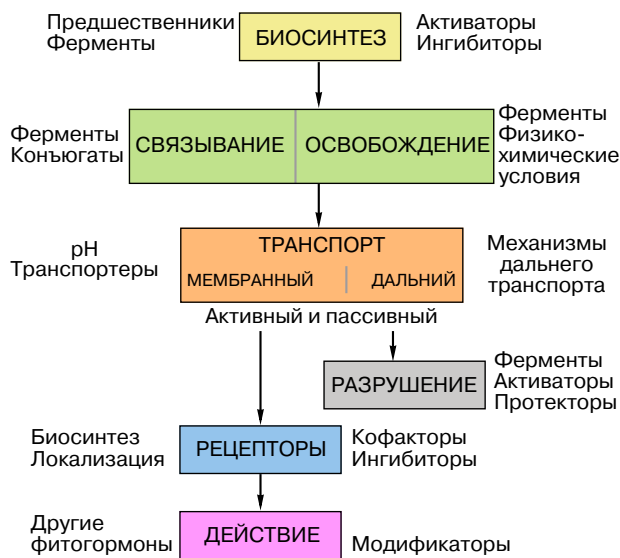 Предшественники
Ферменты
БИОСИНТЕЗ
Активаторы
Ингибиторы
Ферменты
Конъюгаты
СВЯЗЫВАНИЕ
ОСВОБОЖДЕНИЕ
Ферменты
Физико-
химические
условия
pH
Транспортеры
ТРАНСПОРТ
МЕМБРАННЫЙ
ДАЛЬНИЙ
Механизмы
дальнего
транспорта
Активный и пассивный
РАЗРУШЕНИЕ
Ферменты
Активаторы
Протекторы
Биосинтез
Локализация
РЕЦЕПТОРЫ
Кофакторы
Ингибиторы
Другие
фитогормоны
ДЕЙСТВИЕ
Модификаторы